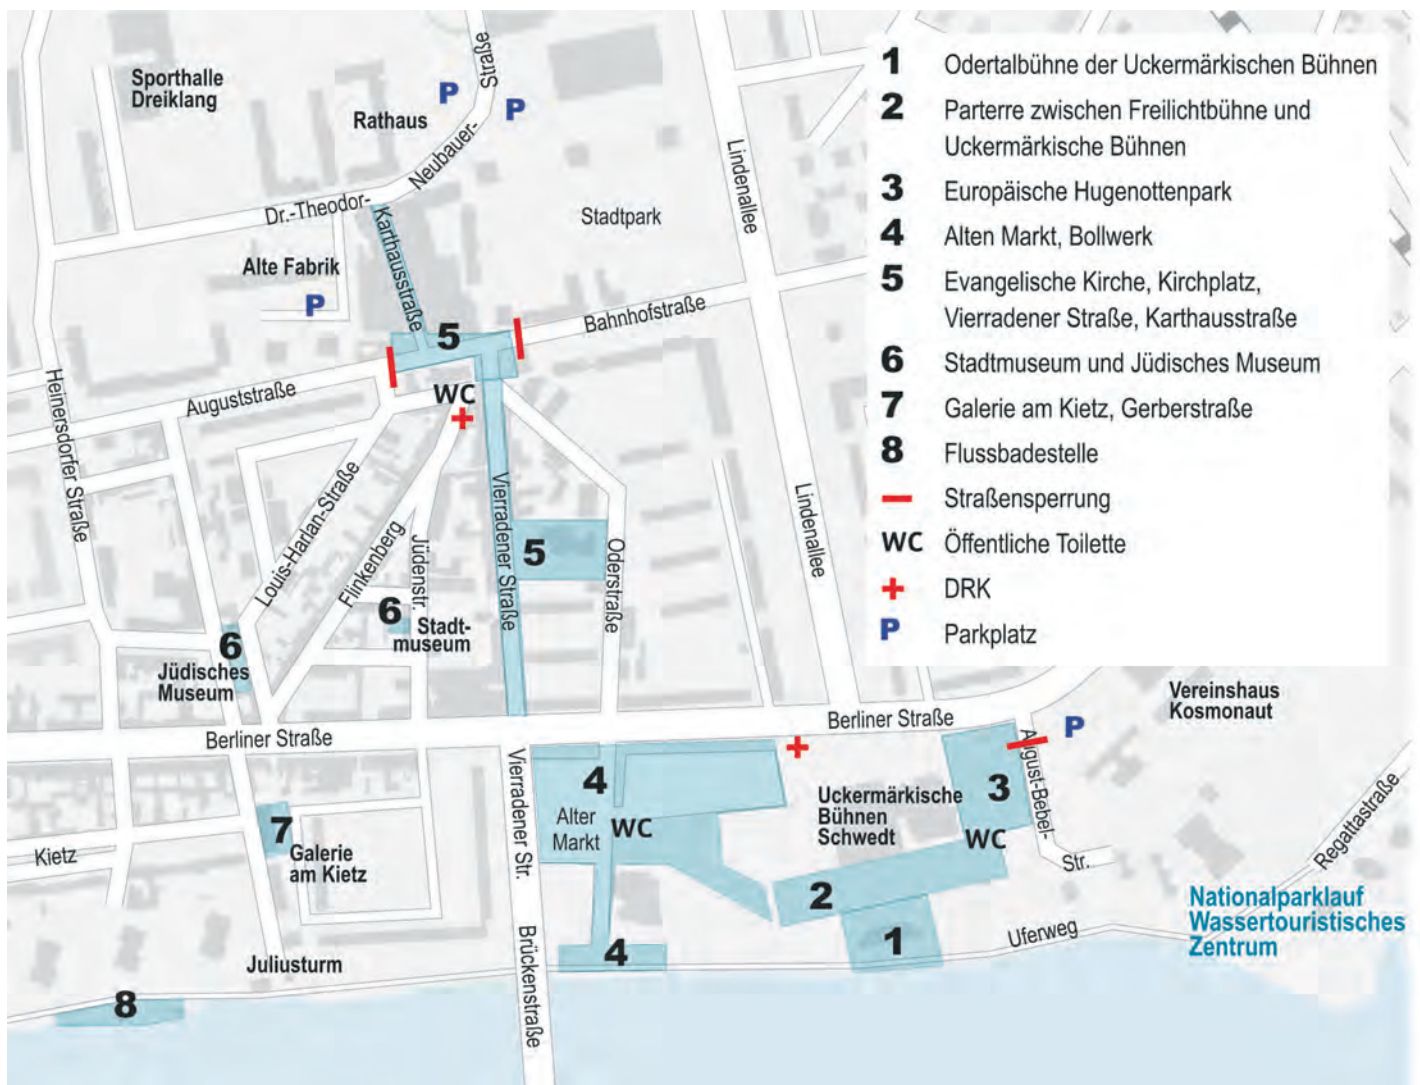 Sporthalle
Dreiklang
Rathaus
P
P
Straße
Neubauer-
Dr.-Theodor-
Karthausstraße
Alte Fabrik
P
Stadtpark
Lindenallee
Bahnhofstraße
5
WC
Auguststraße
Heinersdorfer Straße
Louis-Harlan-Straße
Flinkenberg
Jüdenstr.
Vierradener Straße
5
Oderstraße
Lindenallee
6
Stadt-
museum
6
Jüdisches
Museum
Berliner Straße
Berliner Straße
Vierradener Str.
4
Alter
Markt
WC
Uckermärkische
Bühnen
Schwedt
3
WC
August-Bebel-
Str.
P
Vereinshaus
Kosmonaut
Regattastraße
7
Galerie
am Kietz
Kietz
2
1
4
Uferweg
Nationalparklauf
Wassertouristisches
Zentrum
Juliusturm
Brückenstraße
8
1 Odertalbühne der Uckermärkischen Bühnen
2 Parterre zwischen Freilichtbühne und
Uckermärkische Bühnen
3 Europäische Hugenottenpark
4 Alten Markt, Bollwerk
5 Evangelische Kirche, Kirchplatz,
Vierradener Straße, Karthausstraße
6 Stadtmuseum und Jüdisches Museum
7 Galerie am Kietz, Gerberstraße
8 Flussbadestelle
Straßensperrung
WC Öffentliche Toilette
DRK
P Parkplatz